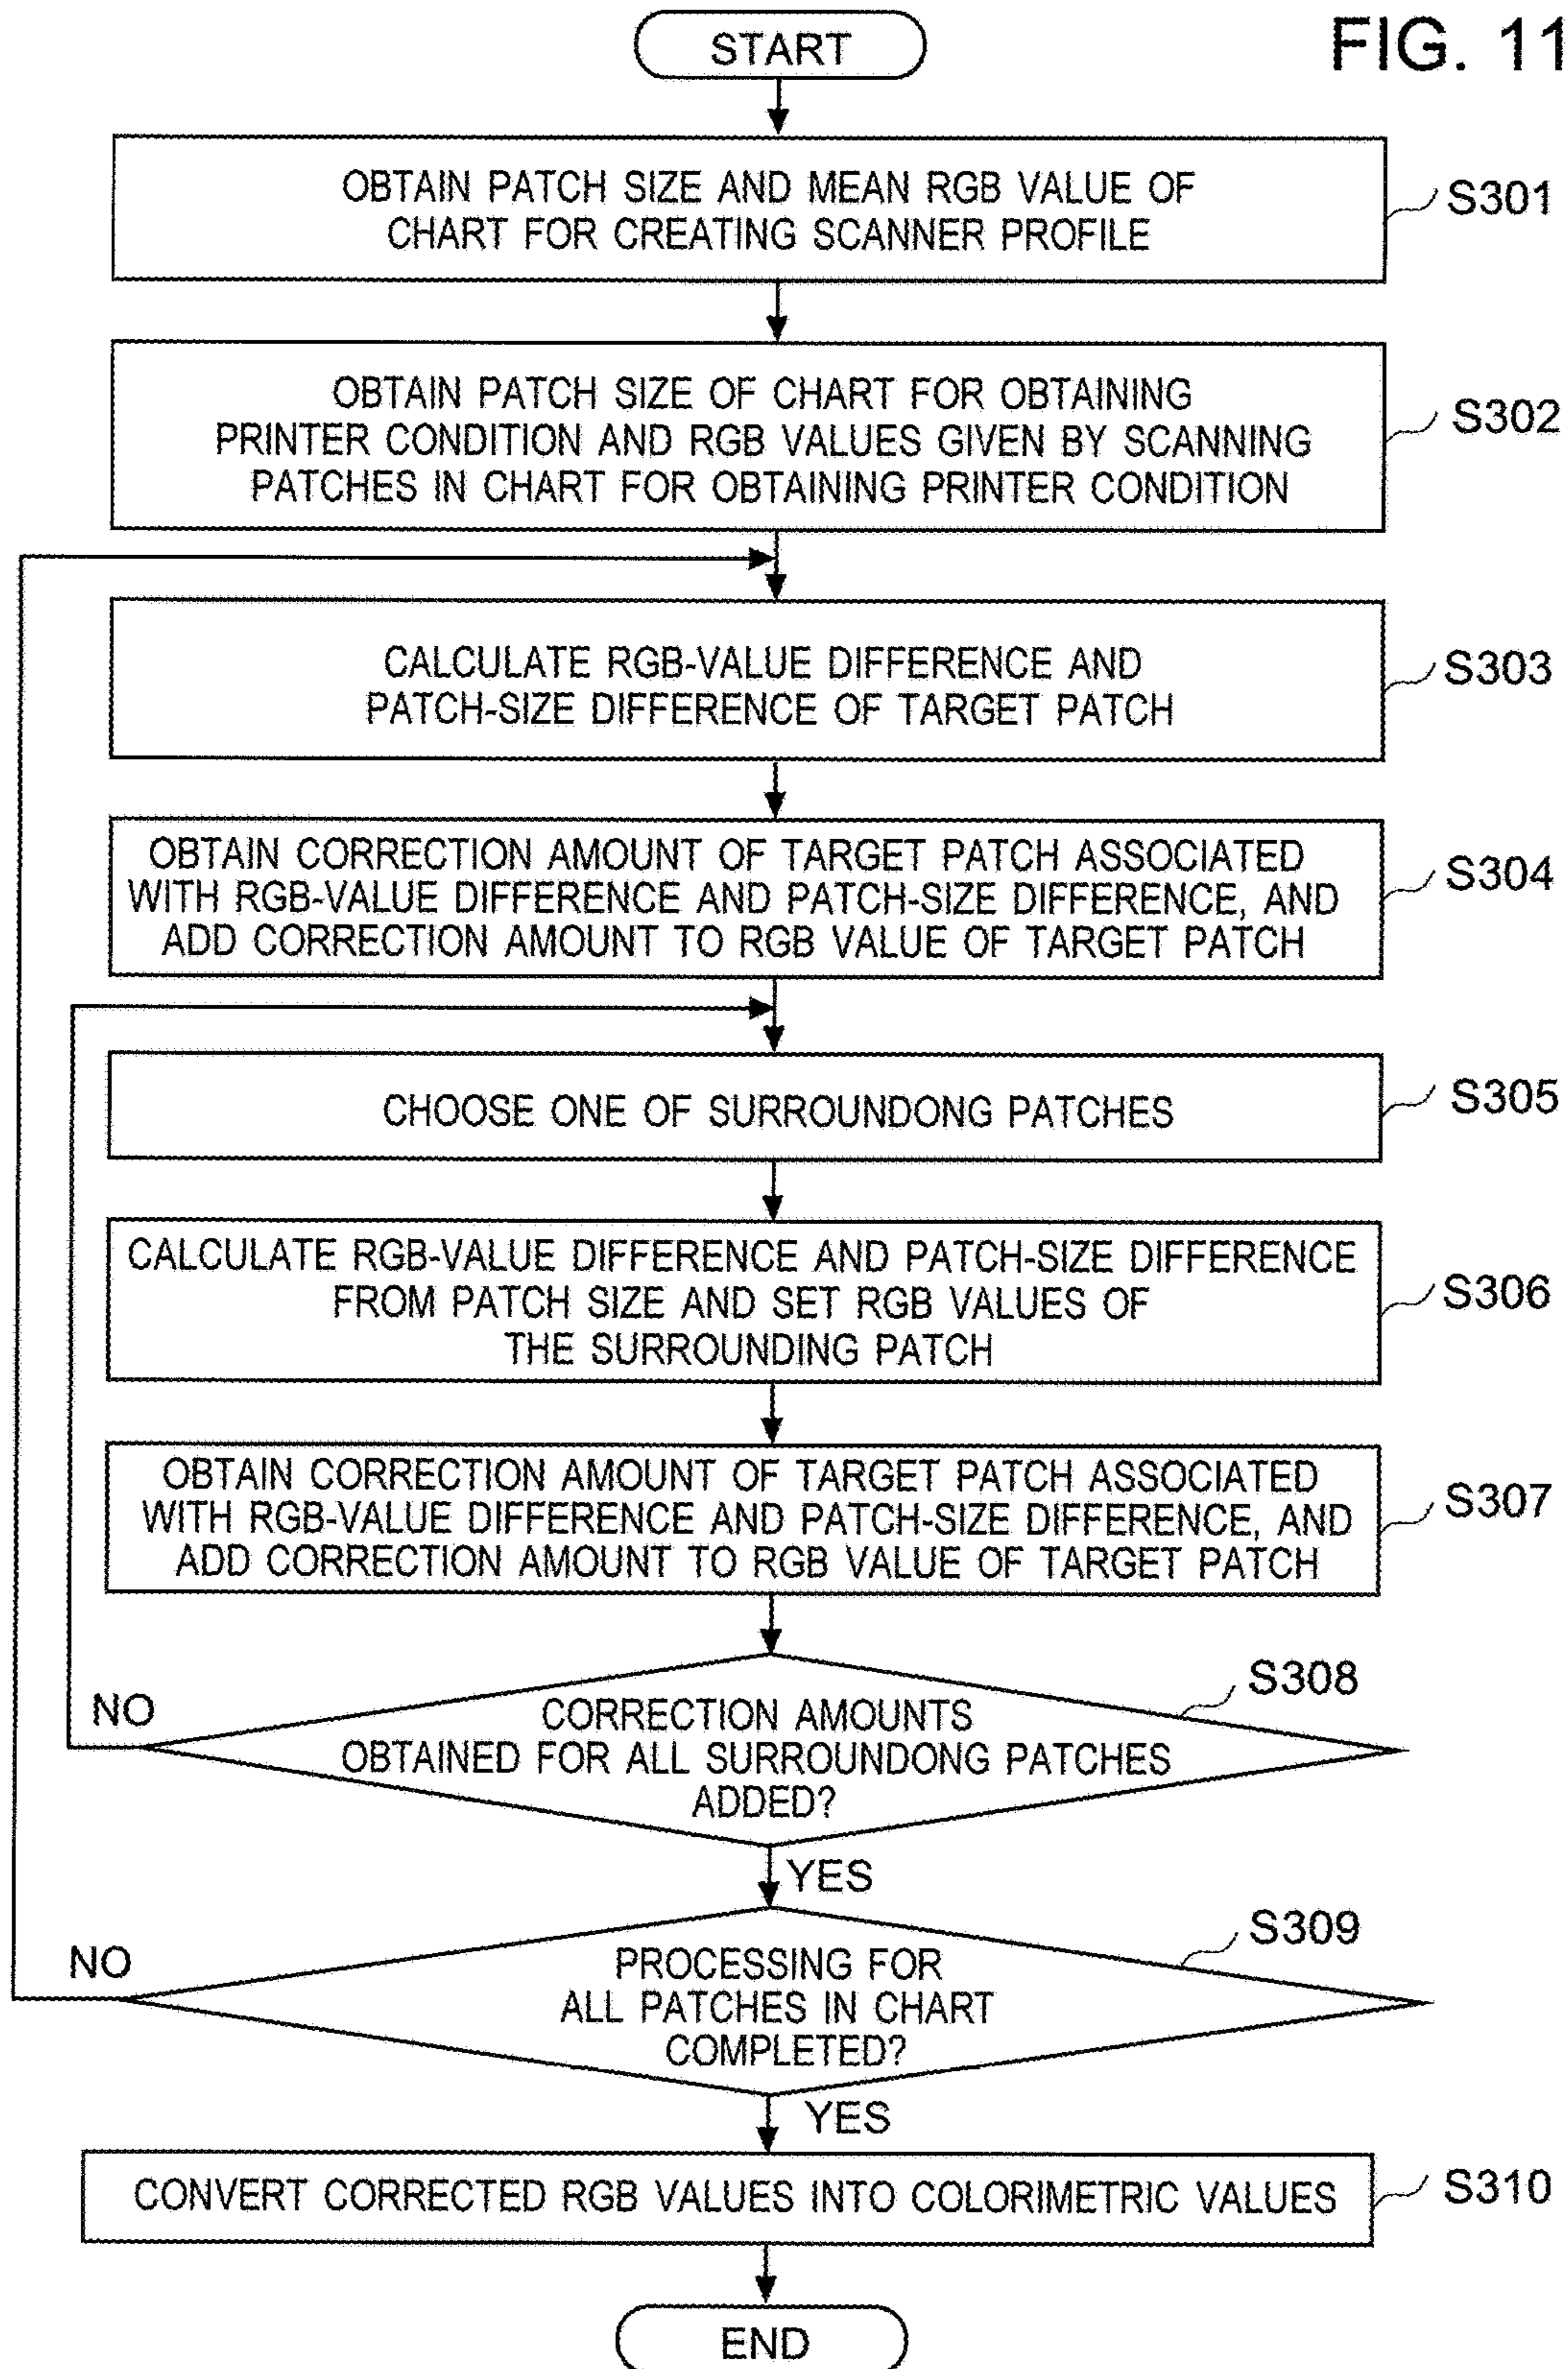 START
FIG. 11
OBTAIN PATCH SIZE AND MEAN RGB VALUE OF
CHART FOR CREATING SCANNER PROFILE
S301
OBTAIN PATCH SIZE OF CHART FOR OBTAINING
PRINTER CONDITION AND RGB VALUES GIVEN BY SCANNING
PATCHES IN CHART FOR OBTAINING PRINTER CONDITION
S302
CALCULATE RGB-VALUE DIFFERENCE AND
PATCH-SIZE DIFFERENCE OF TARGET PATCH
S303
OBTAIN CORRECTION AMOUNT OF TARGET PATCH ASSOCIATED
WITH RGB-VALUE DIFFERENCE AND PATCH-SIZE DIFFERENCE, AND
ADD CORRECTION AMOUNT TO RGB VALUE OF TARGET PATCH
S304
CHOOSE ONE OF SURROUNDONG PATCHES
S305
CALCULATE RGB-VALUE DIFFERENCE AND PATCH-SIZE DIFFERENCE
FROM PATCH SIZE AND SET RGB VALUES OF
THE SURROUNDING PATCH
S306
OBTAIN CORRECTION AMOUNT OF TARGET PATCH ASSOCIATED
WITH RGB-VALUE DIFFERENCE AND PATCH-SIZE DIFFERENCE, AND
ADD CORRECTION AMOUNT TO RGB VALUE OF TARGET PATCH
S307
S308
NO
CORRECTION AMOUNTS
OBTAINED FOR ALL SURROUNDONG PATCHES
ADDED?
YES
S309
NO
PROCESSING FOR
ALL PATCHES IN CHART
COMPLETED?
YES
CONVERT CORRECTED RGB VALUES INTO COLORIMETRIC VALUES
S310
END